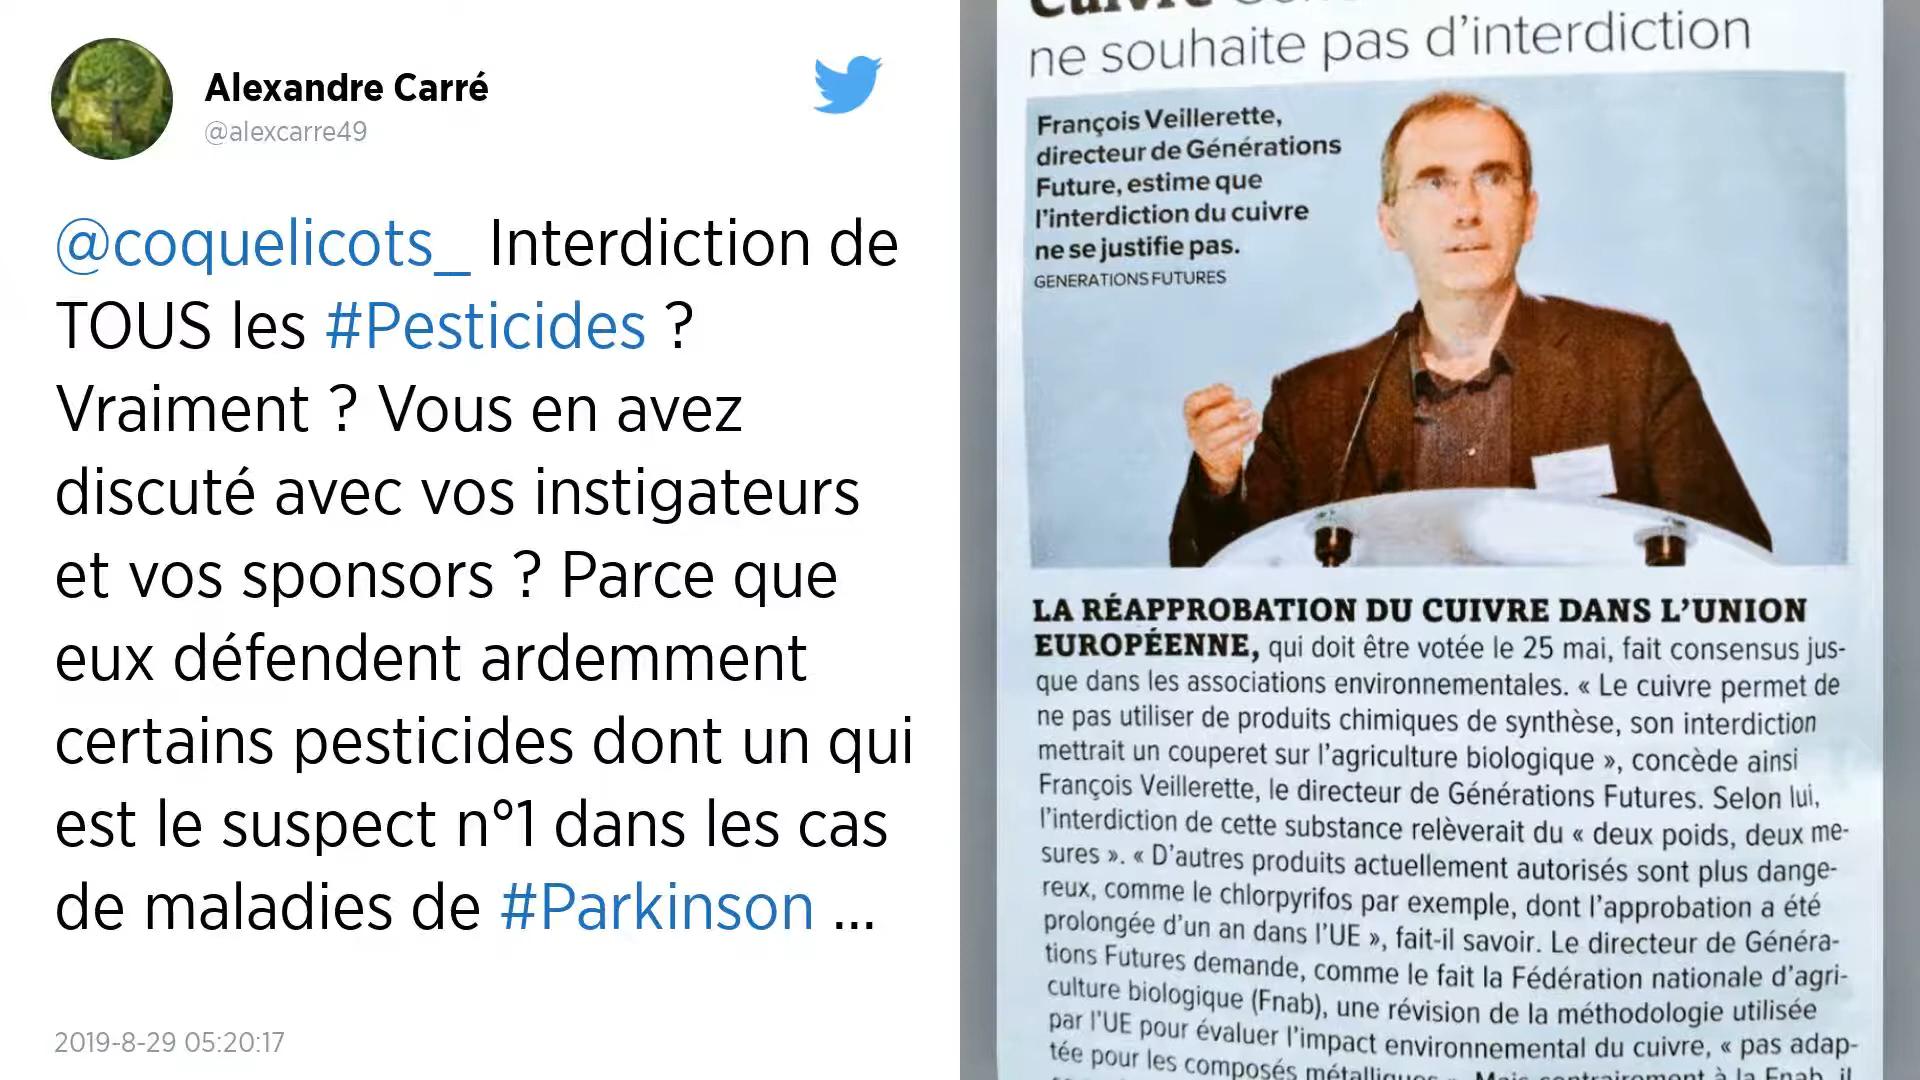 Alexandre Carré
@alexcarre49
@coquelicots_ Interdiction de
TOUS les #Pesticides ?
Vraiment ? Vous en avez
discuté avec vos instigateurs
et vos sponsors ? Parce que
eux défendent ardemment
certains pesticides dont un qui
est le suspect n°1 dans les cas
de maladies de #Parkinson ...
2019-8-29 05:20:17
Cuivre
ne souhaite pas d'interdiction
François Veillerette,
directeur de Générations
Future, estime que
l'interdiction du cuivre
ne se justifie pas.
GENERATIONS FUTURES
LA RÉAPPROBATION DU CUIVRE DANS L'UNION
EUROPÉENNE, qui doit être votée le 25 mai, fait consensus jus-
que dans les associations environnementales. « Le cuivre permet de
ne pas utiliser de produits chimiques de synthèse, son interdiction
mettrait un couperet sur l'agriculture biologique », concède ainsi
François Veillerette, le directeur de Générations Futures. Selon lui,
l'interdiction de cette substance relèverait du « deux poids, deux me-
sures ». « D'autres produits actuellement autorisés sont plus dange-
reux, comme le chlorpyrifos par exemple, dont l'approbation a été
prolongée d'un an dans l'UE », fait-il savoir. Le directeur de Généra-
tions Futures demande, comme le fait la Fédération nationale d'agri-
culture biologique (Fnab), une révision de la méthodologie utilisée
par l'UE pour évaluer l'impact environnemental du cuivre, « pas adap-
tée pour les composés métalliques ». Mais contrairement à la Fnab, il